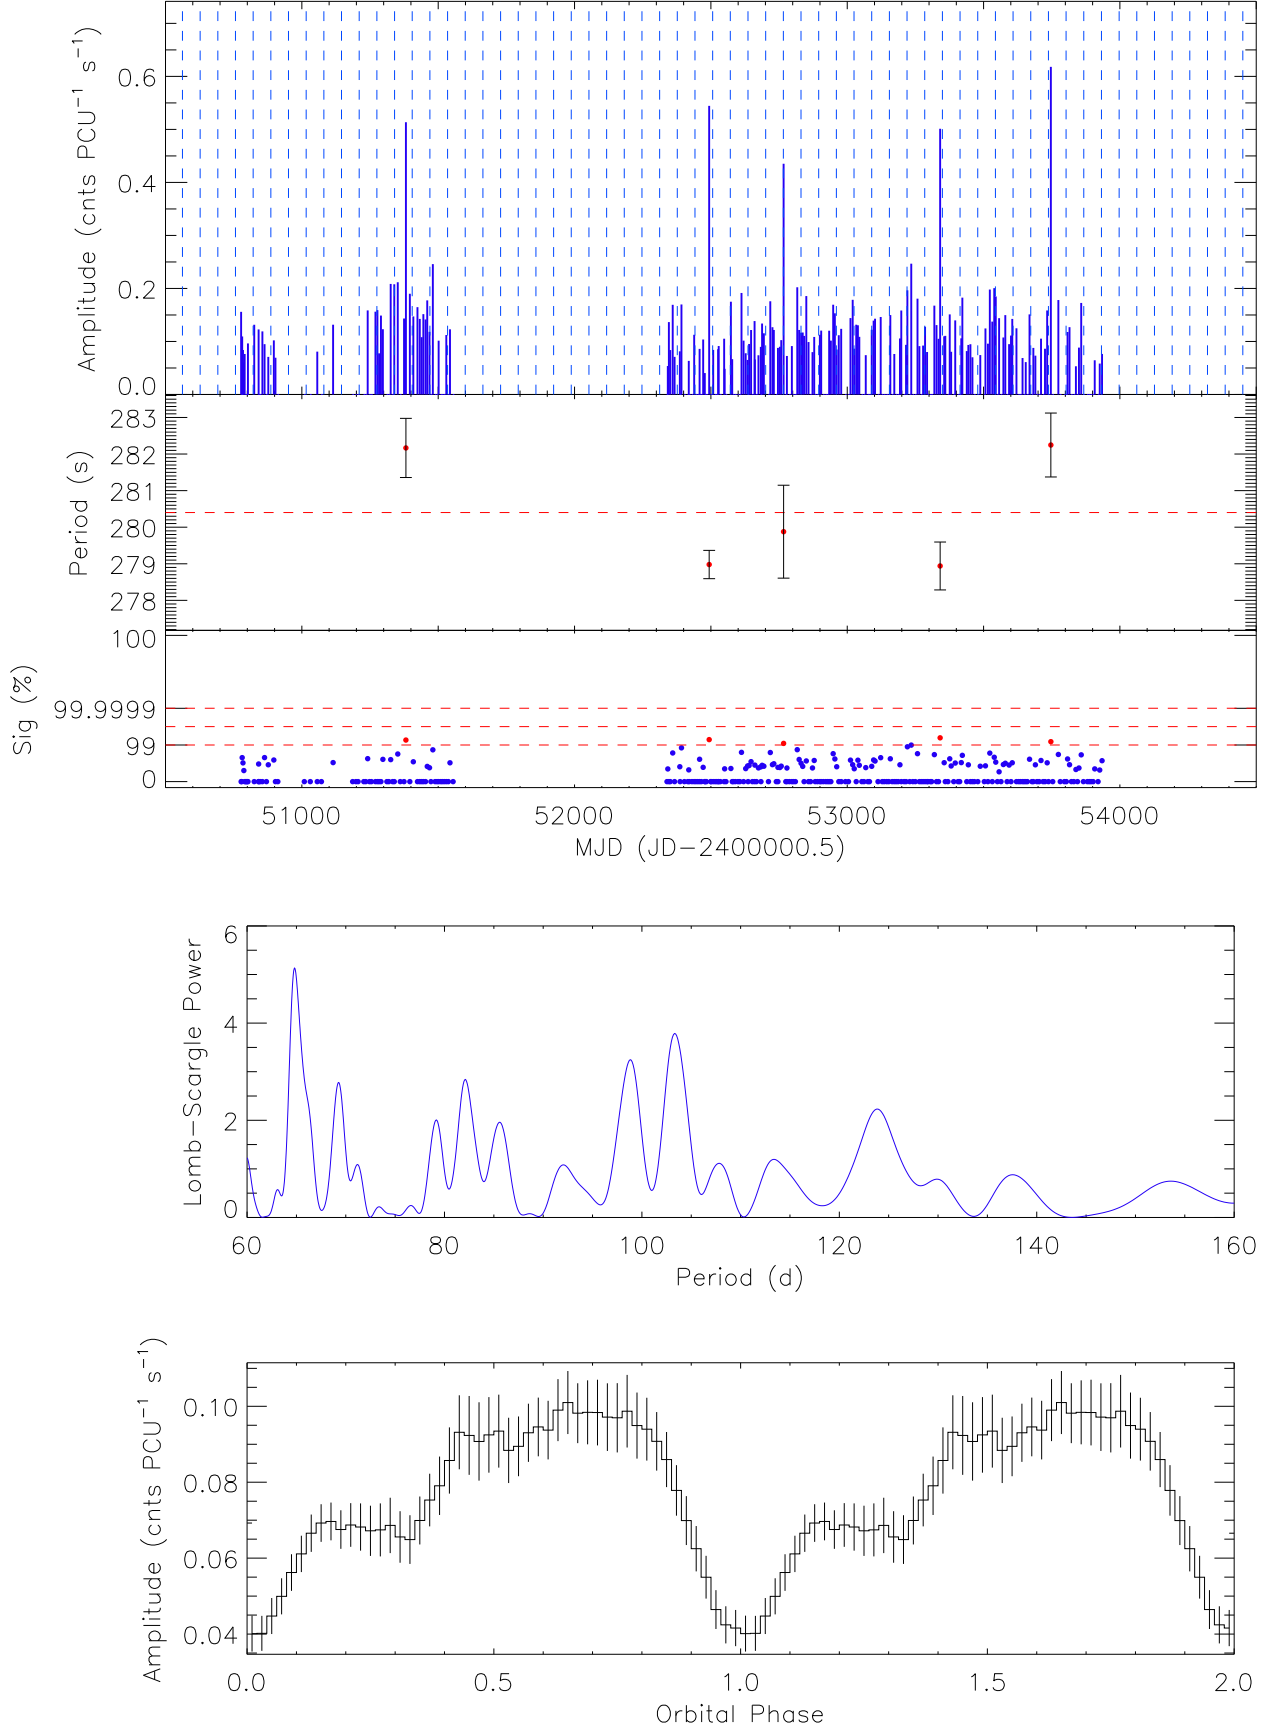 Amplitude (cnts PCU⁻¹ s⁻¹)
0.6
0.4
0.2
0.0
Period (s)
283
282
281
280
279
278
Sig (%)
100
99.9999
99
0
51000 52000 53000 54000
MJD (JD−2400000.5)
Lomb−Scargle Power
6
4
2
0
60 80 100 120 140 160
Period (d)
Amplitude (cnts PCU⁻¹ s⁻¹)
0.10
0.08
0.06
0.04
0.0 0.5 1.0 1.5 2.0
Orbital Phase